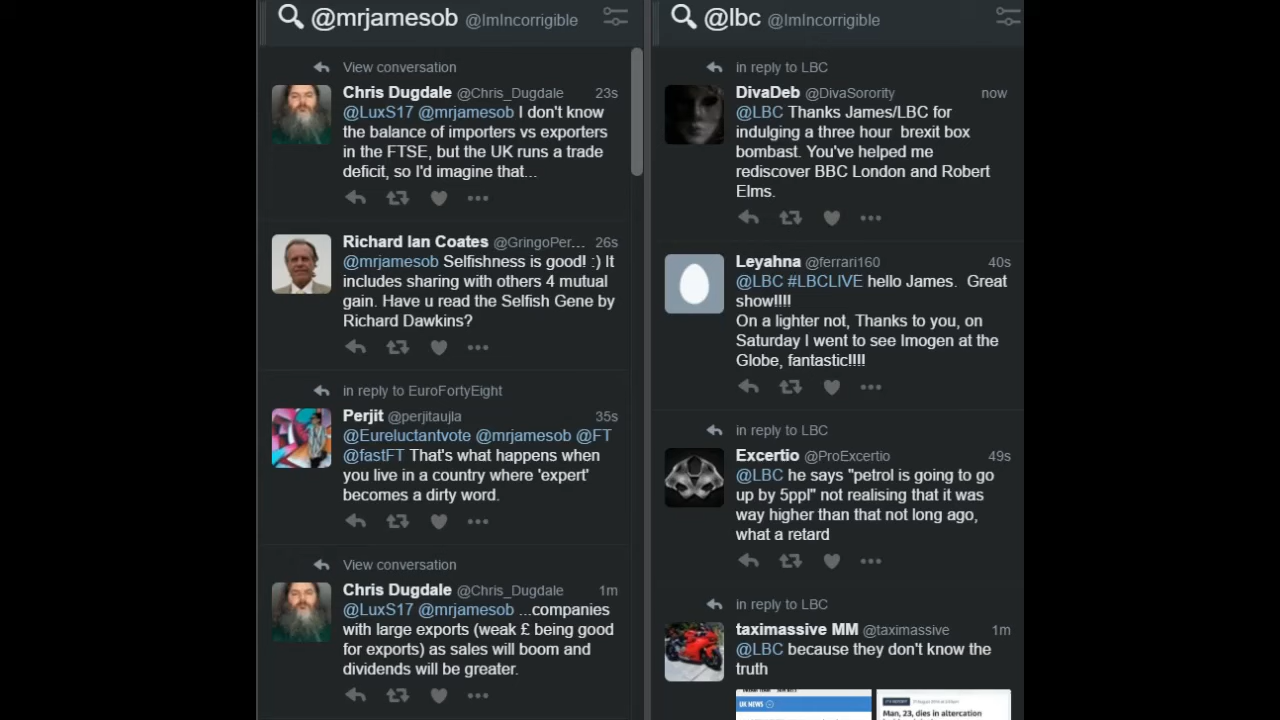 @mrjamesob @ImIncorrigible
View conversation
Chris Dugdale @Chris_Dugdale 23s
@LuxS17 @mrjamesob I don't know
the balance of importers vs exporters
in the FTSE, but the UK runs a trade
deficit, so I'd imagine that...
Richard Ian Coates @GringoPer... 26s
@mrjamesob Selfishness is good! :) It
includes sharing with others 4 mutual
gain. Have u read the Selfish Gene by
Richard Dawkins?
in reply to EuroFortyEight
Perjit @perjitaujla 35s
@Eureluctantvote @mrjamesob @FT
@fastFT That's what happens when
you live in a country where 'expert'
becomes a dirty word.
View conversation
Chris Dugdale @Chris_Dugdale 1m
@LuxS17 @mrjamesob ...companies
with large exports (weak £ being good
for exports) as sales will boom and
dividends will be greater.
@lbc @ImIncorrigible
in reply to LBC
DivaDeb @DivaSorority now
@LBC Thanks James/LBC for
indulging a three hour brexit box
bombast. You've helped me
rediscover BBC London and Robert
Elms.
Leyahna @ferrari160 40s
@LBC #LBCLIVE hello James. Great
show!!!!
On a lighter not, Thanks to you, on
Saturday I went to see Imogen at the
Globe, fantastic!!!!
in reply to LBC
Excertio @ProExcertio 49s
@LBC he says "petrol is going to go
up by 5ppl" not realising that it was
way higher than that not long ago,
what a retard
in reply to LBC
taximassive MM @taximassive 1m
@LBC because they don't know the
truth
UK NEWS
Man, 23, dies in altercation